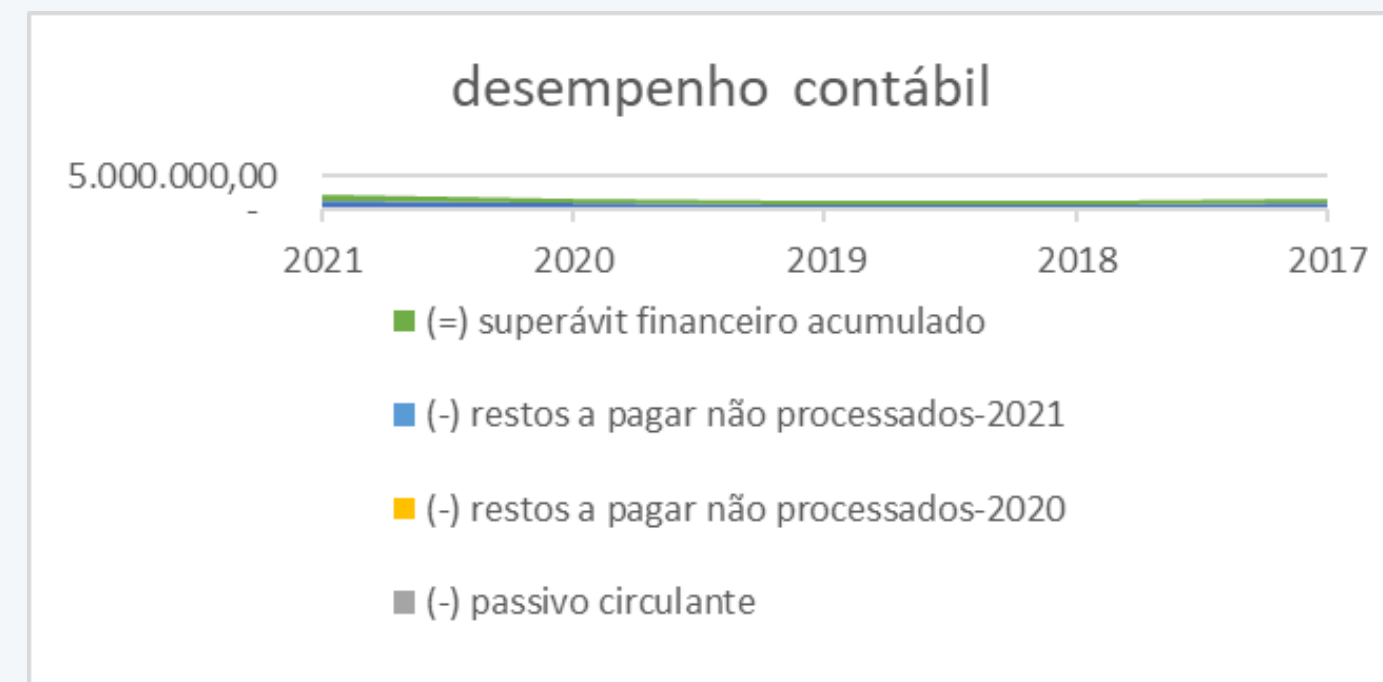 desempenho contábil
5.000.000,00
-
2021 2020 2019 2018 2017
(=) superávit financeiro acumulado
(-) restos a pagar não processados-2021
(-) restos a pagar não processados-2020
(-) passivo circulante